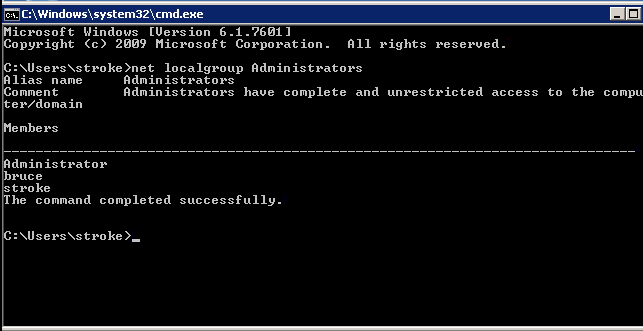 C:\Windows\system32\cmd.exe
Microsoft Windows [Version 6.1.7601]
Copyright (c) 2009 Microsoft Corporation.  All rights reserved.
C:\Users\stroke>net localgroup Administrators
Alias name     Administrators
Comment        Administrators have complete and unrestricted access to the compu
ter/domain
Members
-------------------------------------------------------------------------------
Administrator
bruce
stroke
The command completed successfully.
C:\Users\stroke>_